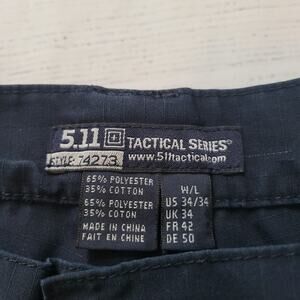 5.11 TACTICAL SERIES®
STYLE: 74273 www.511tactical.com
65% POLYESTER
35% COTTON
65% POLYESTER
35% COTTON
MADE IN CHINA
FAIT EN CHINE
W/L
US 34/34
UK 34
FR 42
DE 50